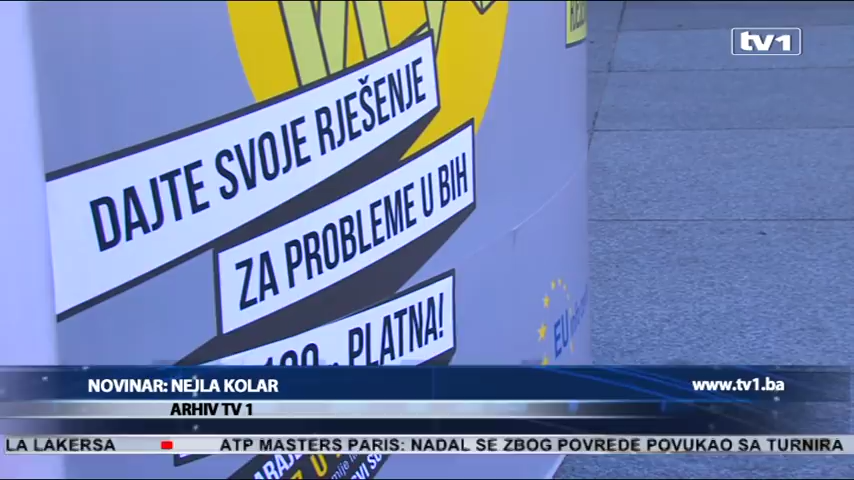 tv1
DAJTE SVOJE RJEŠENJE
ZA PROBLEME U BIH
PLATNA!
EU
NOVINAR: NEJLA KOLAR
www.tv1.ba
ARHIV TV 1
LA LAKERSA
ATP MASTERS PARIS: NADAL SE ZBOG POVREDE POVUKAO SA TURNIRA